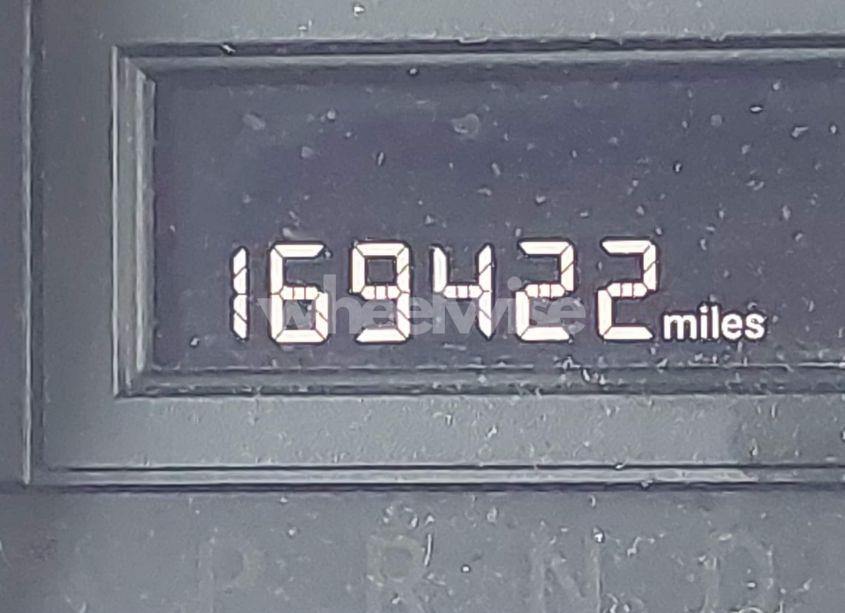 169422 miles
wheelwise
P R N D